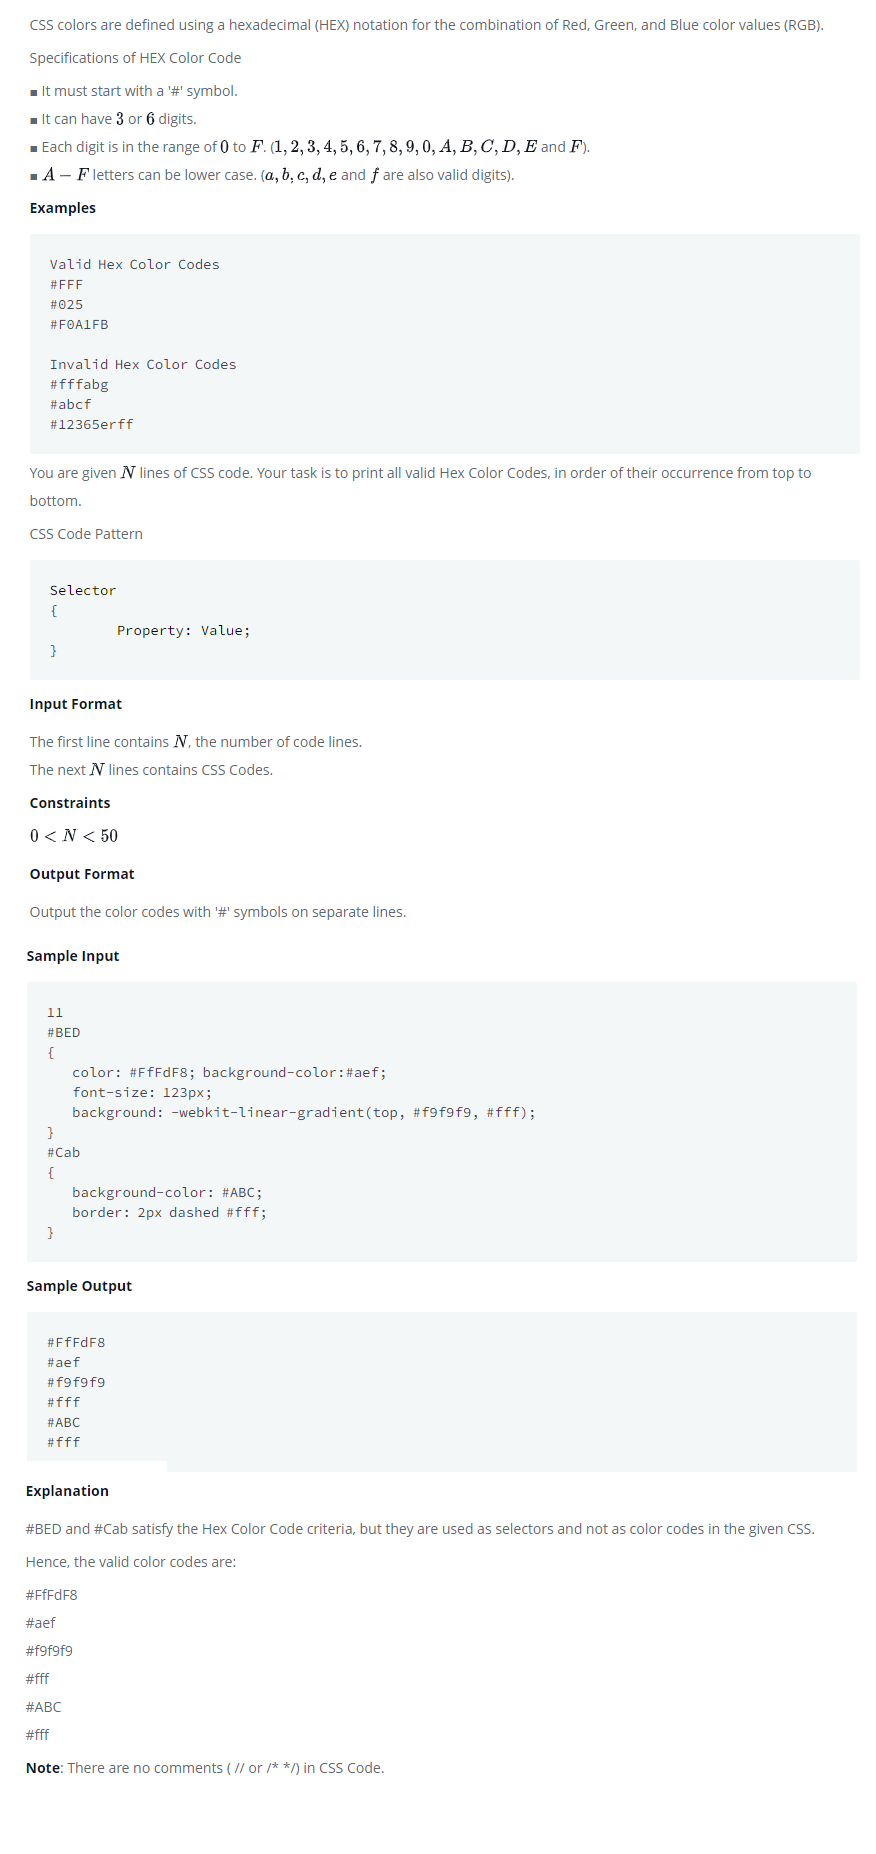 CSS colors are defined using a hexadecimal (HEX) notation for the combination of Red, Green, and Blue color values (RGB).
Specifications of HEX Color Code
■ It must start with a '#' symbol.
■ It can have 3 or 6 digits.
■ Each digit is in the range of 0 to F. (1, 2, 3, 4, 5, 6, 7, 8, 9, 0, A, B, C, D, E and F).
■ A − F letters can be lower case. (a, b, c, d, e and f are also valid digits).
Examples
Valid Hex Color Codes
#FFF
#025
#F0A1FB
Invalid Hex Color Codes
#fffabg
#abcf
#12365erff
You are given N lines of CSS code. Your task is to print all valid Hex Color Codes, in order of their occurrence from top to
bottom.
CSS Code Pattern
Selector
{
Property: Value;
}
Input Format
The first line contains N, the number of code lines.
The next N lines contains CSS Codes.
Constraints
0 < N < 50
Output Format
Output the color codes with '#' symbols on separate lines.
Sample Input
11
#BED
{
color: #FfFdF8; background-color:#aef;
font-size: 123px;
background: -webkit-linear-gradient(top, #f9f9f9, #fff);
}
#Cab
{
background-color: #ABC;
border: 2px dashed #fff;
}
Sample Output
#FfFdF8
#aef
#f9f9f9
#fff
#ABC
#fff
Explanation
#BED and #Cab satisfy the Hex Color Code criteria, but they are used as selectors and not as color codes in the given CSS.
Hence, the valid color codes are:
#FfFdF8
#aef
#f9f9f9
#fff
#ABC
#fff
Note: There are no comments ( // or /* */) in CSS Code.